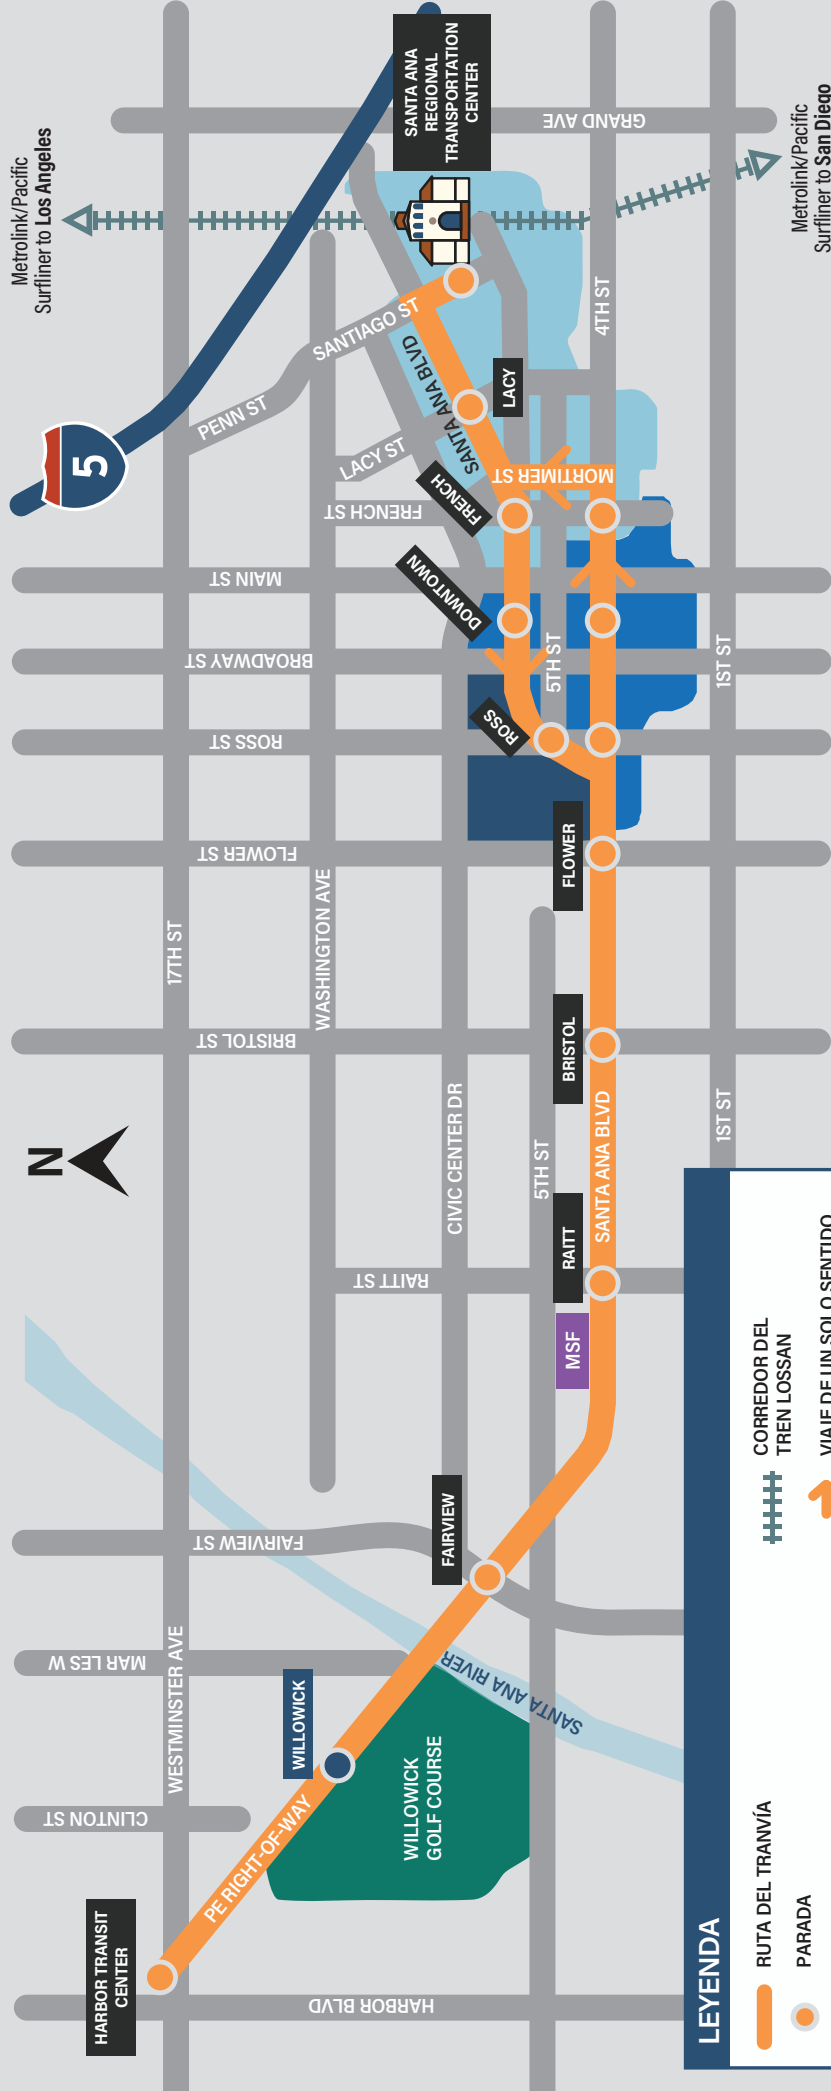 Metrolink/Pacific
Surfliner to Los Angeles
Metrolink/Pacific
Surfliner to San Diego
5
N
SANTA ANA
REGIONAL
TRANSPORTATION
CENTER
GRAND AVE
4TH ST
SANTIAGO ST
PENN ST
SANTA ANA BLVD
LACY
LACY ST
MORTIMER ST
FRENCH
FRENCH ST
MAIN ST
DOWNTOWN
BROADWAY ST
5TH ST
1ST ST
ROSS
ROSS ST
FLOWER
FLOWER ST
17TH ST
WASHINGTON AVE
BRISTOL
BRISTOL ST
CIVIC CENTER DR
5TH ST
SANTA ANA BLVD
1ST ST
RAITT
RAITT ST
MSF
FAIRVIEW
FAIRVIEW ST
MAR LES W
WESTMINSTER AVE
SANTA ANA RIVER
WILLOWICK
WILLOWICK
GOLF COURSE
CLINTON ST
PE RIGHT-OF-WAY
HARBOR TRANSIT
CENTER
HARBOR BLVD
LEYENDA
RUTA DEL TRANVÍA
PARADA
CORREDOR DEL
TREN LOSSAN
VIAJE DE UN SOLO SENTIDO